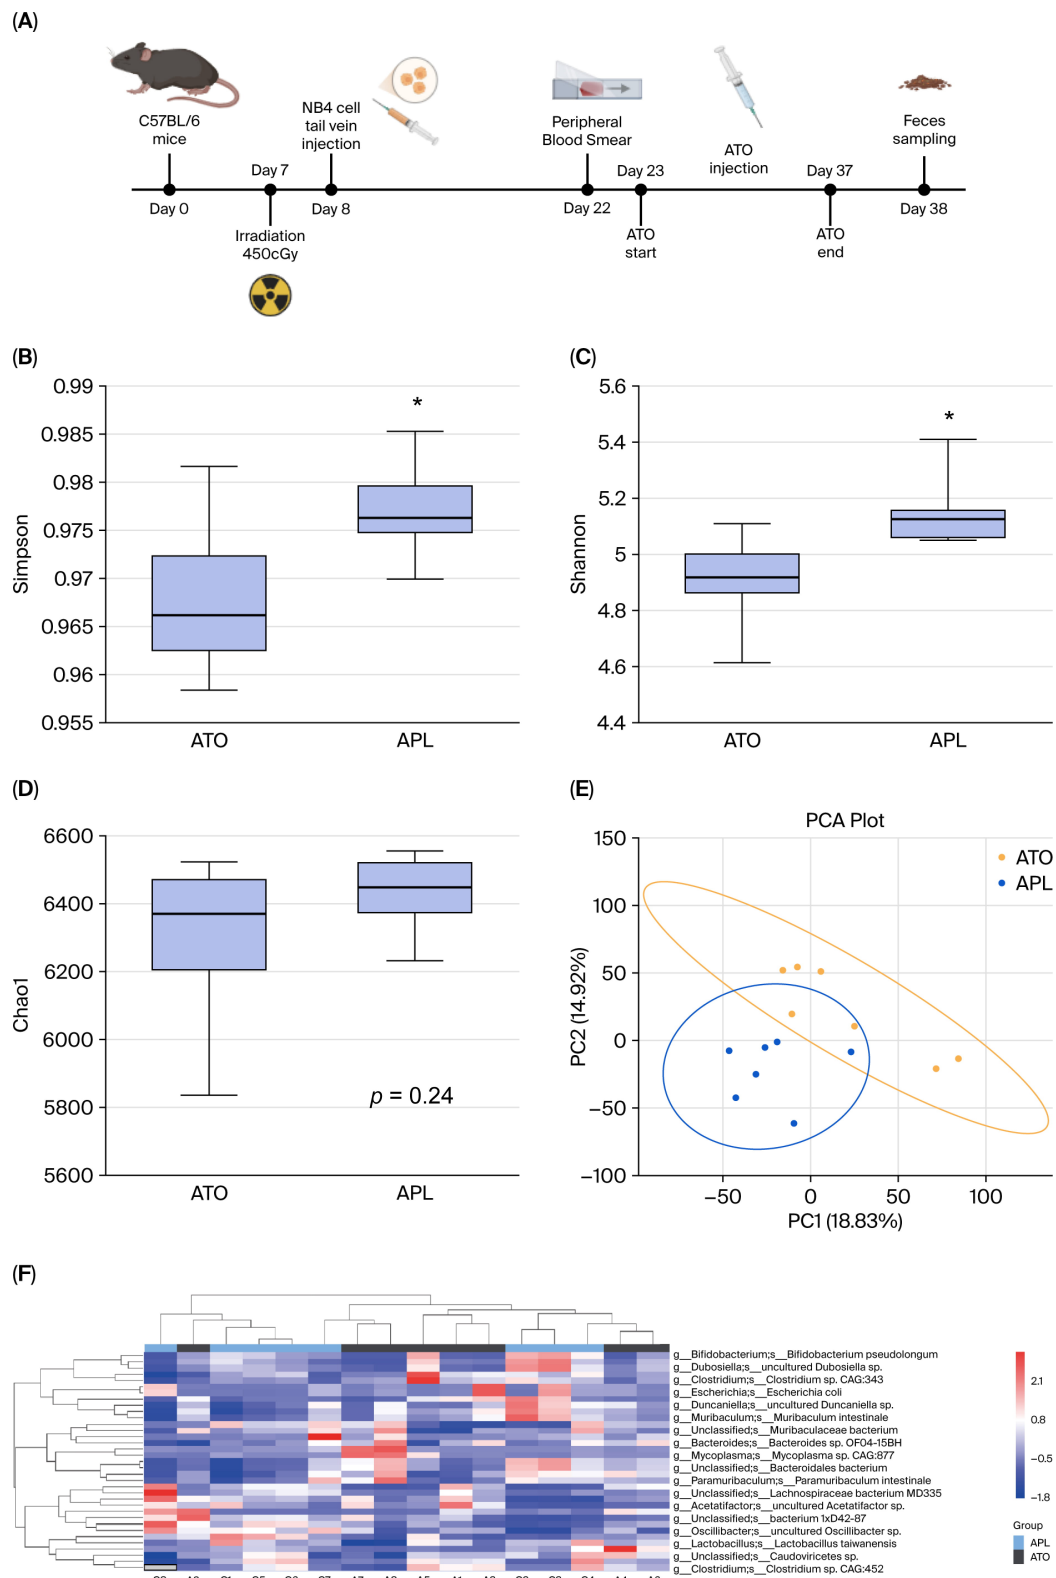 (A)
C57BL/6
mice
NB4 cell
tail vein
injection
Peripheral
Blood Smear
ATO
injection
Feces
sampling
Day 7
Day 23
Day 37
Day 0
Day 8
Day 22
Day 38
Irradiation
450cGy
ATO
start
ATO
end
(B)
0.99
0.985
0.98
0.975
0.97
0.965
0.96
0.955
Simpson
*
ATO
APL
(C)
5.6
5.4
5.2
5
4.8
4.6
4.4
Shannon
*
ATO
APL
(D)
6600
6400
6200
6000
5800
5600
Chao1
p = 0.24
ATO
APL
(E)
PCA Plot
150
100
50
0
−50
−100
PC2 (14.92%)
ATO
APL
−50
0
50
100
PC1 (18.83%)
(F)
g__Bifidobacterium;s__Bifidobacterium pseudolongum
g__Dubosiella;s__uncultured Dubosiella sp.
g__Clostridium;s__Clostridium sp. CAG:343
g__Escherichia;s__Escherichia coli
g__Duncaniella;s__uncultured Duncaniella sp.
g__Muribaculum;s__Muribaculum intestinale
g__Unclassified;s__Muribaculaceae bacterium
g__Bacteroides;s__Bacteroides sp. OF04-15BH
g__Mycoplasma;s__Mycoplasma sp. CAG:877
g__Unclassified;s__Bacteroidales bacterium
g__Paramuribaculum;s__Paramuribaculum intestinale
g__Unclassified;s__Lachnospiraceae bacterium MD335
g__Acetatifactor;s__uncultured Acetatifactor sp.
g__Unclassified;s__bacterium 1xD42-87
g__Oscillibacter;s__uncultured Oscillibacter sp.
g__Lactobacillus;s__Lactobacillus taiwanensis
g__Unclassified;s__Caudoviricetes sp.
g__Clostridium;s__Clostridium sp. CAG:452
2.1
0.8
−0.5
−1.8
Group
APL
ATO